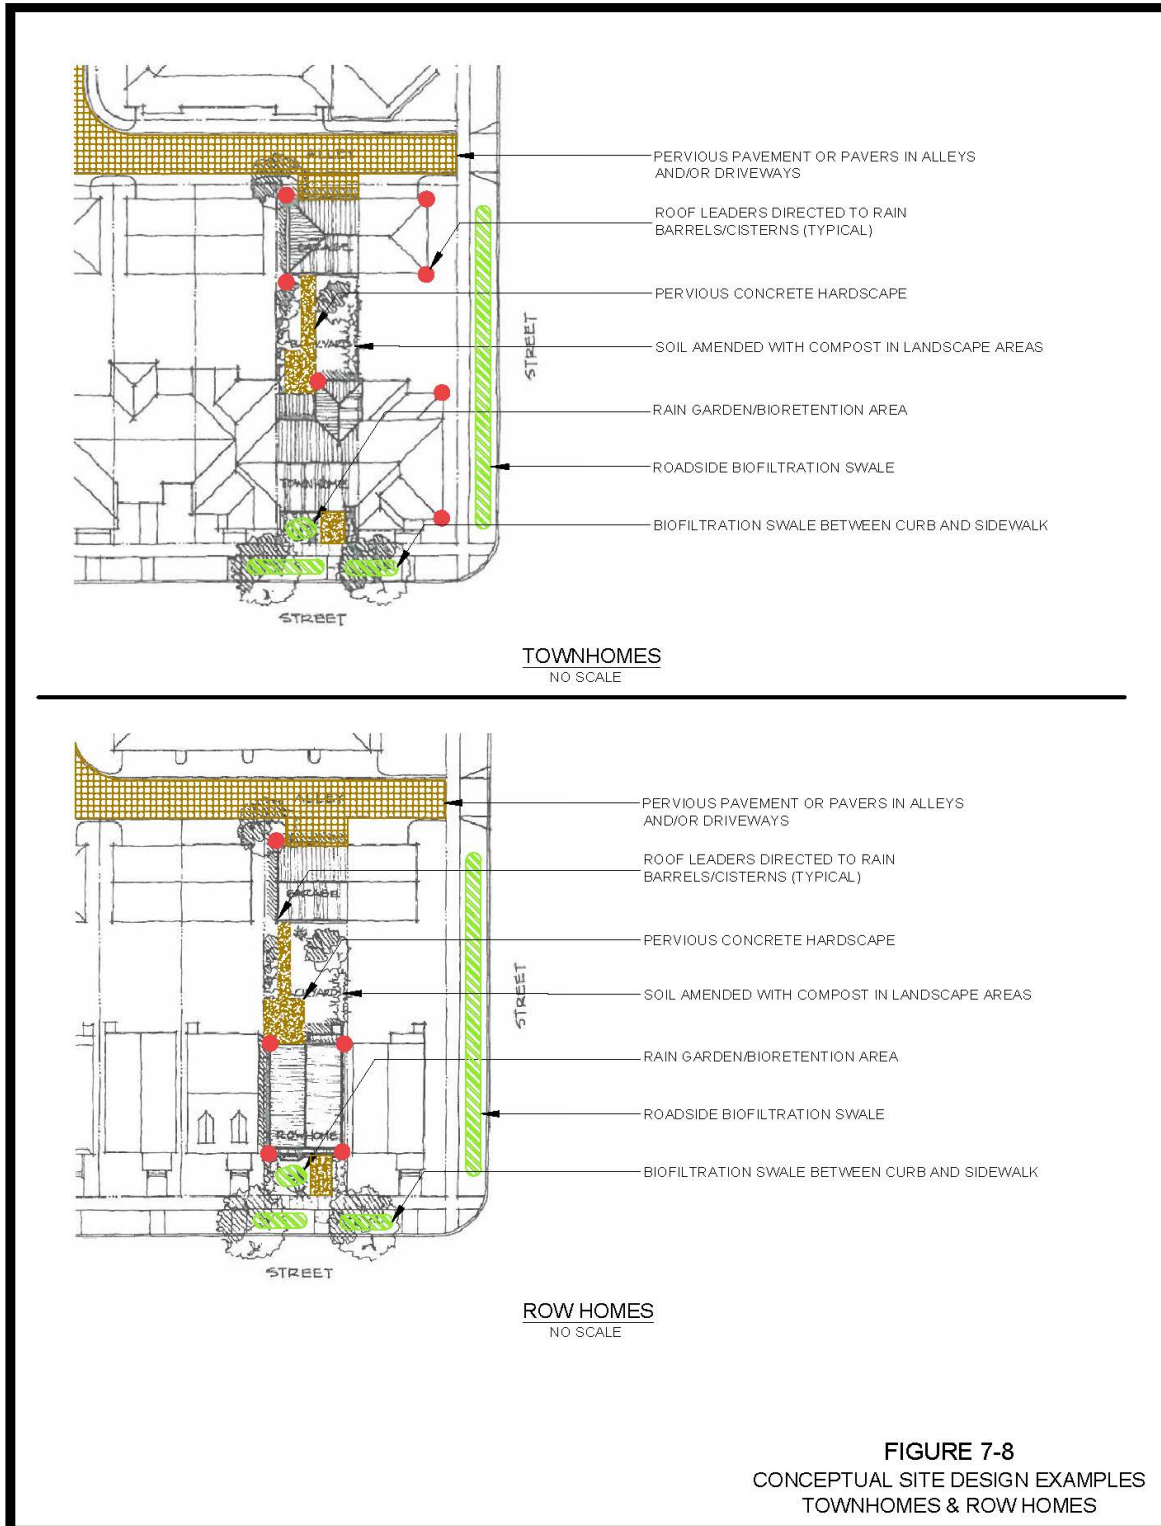 ALLEY
PERVIOUS PAVEMENT OR PAVERS IN ALLEYS
AND/OR DRIVEWAYS
ROOF LEADERS DIRECTED TO RAIN
BARRELS/CISTERNS (TYPICAL)
GARAGE
PERVIOUS CONCRETE HARDSCAPE
STREET
SOIL AMENDED WITH COMPOST IN LANDSCAPE AREAS
RAIN GARDEN/BIORETENTION AREA
ROADSIDE BIOFILTRATION SWALE
BIOFILTRATION SWALE BETWEEN CURB AND SIDEWALK
STREET
TOWNHOMES
NO SCALE
ALLEY
PERVIOUS PAVEMENT OR PAVERS IN ALLEYS
AND/OR DRIVEWAYS
ROOF LEADERS DIRECTED TO RAIN
BARRELS/CISTERNS (TYPICAL)
GARAGE
PERVIOUS CONCRETE HARDSCAPE
STREET
SOIL AMENDED WITH COMPOST IN LANDSCAPE AREAS
RAIN GARDEN/BIORETENTION AREA
ROADSIDE BIOFILTRATION SWALE
ROWHOME
BIOFILTRATION SWALE BETWEEN CURB AND SIDEWALK
STREET
ROW HOMES
NO SCALE
FIGURE 7-8
CONCEPTUAL SITE DESIGN EXAMPLES
TOWNHOMES & ROW HOMES